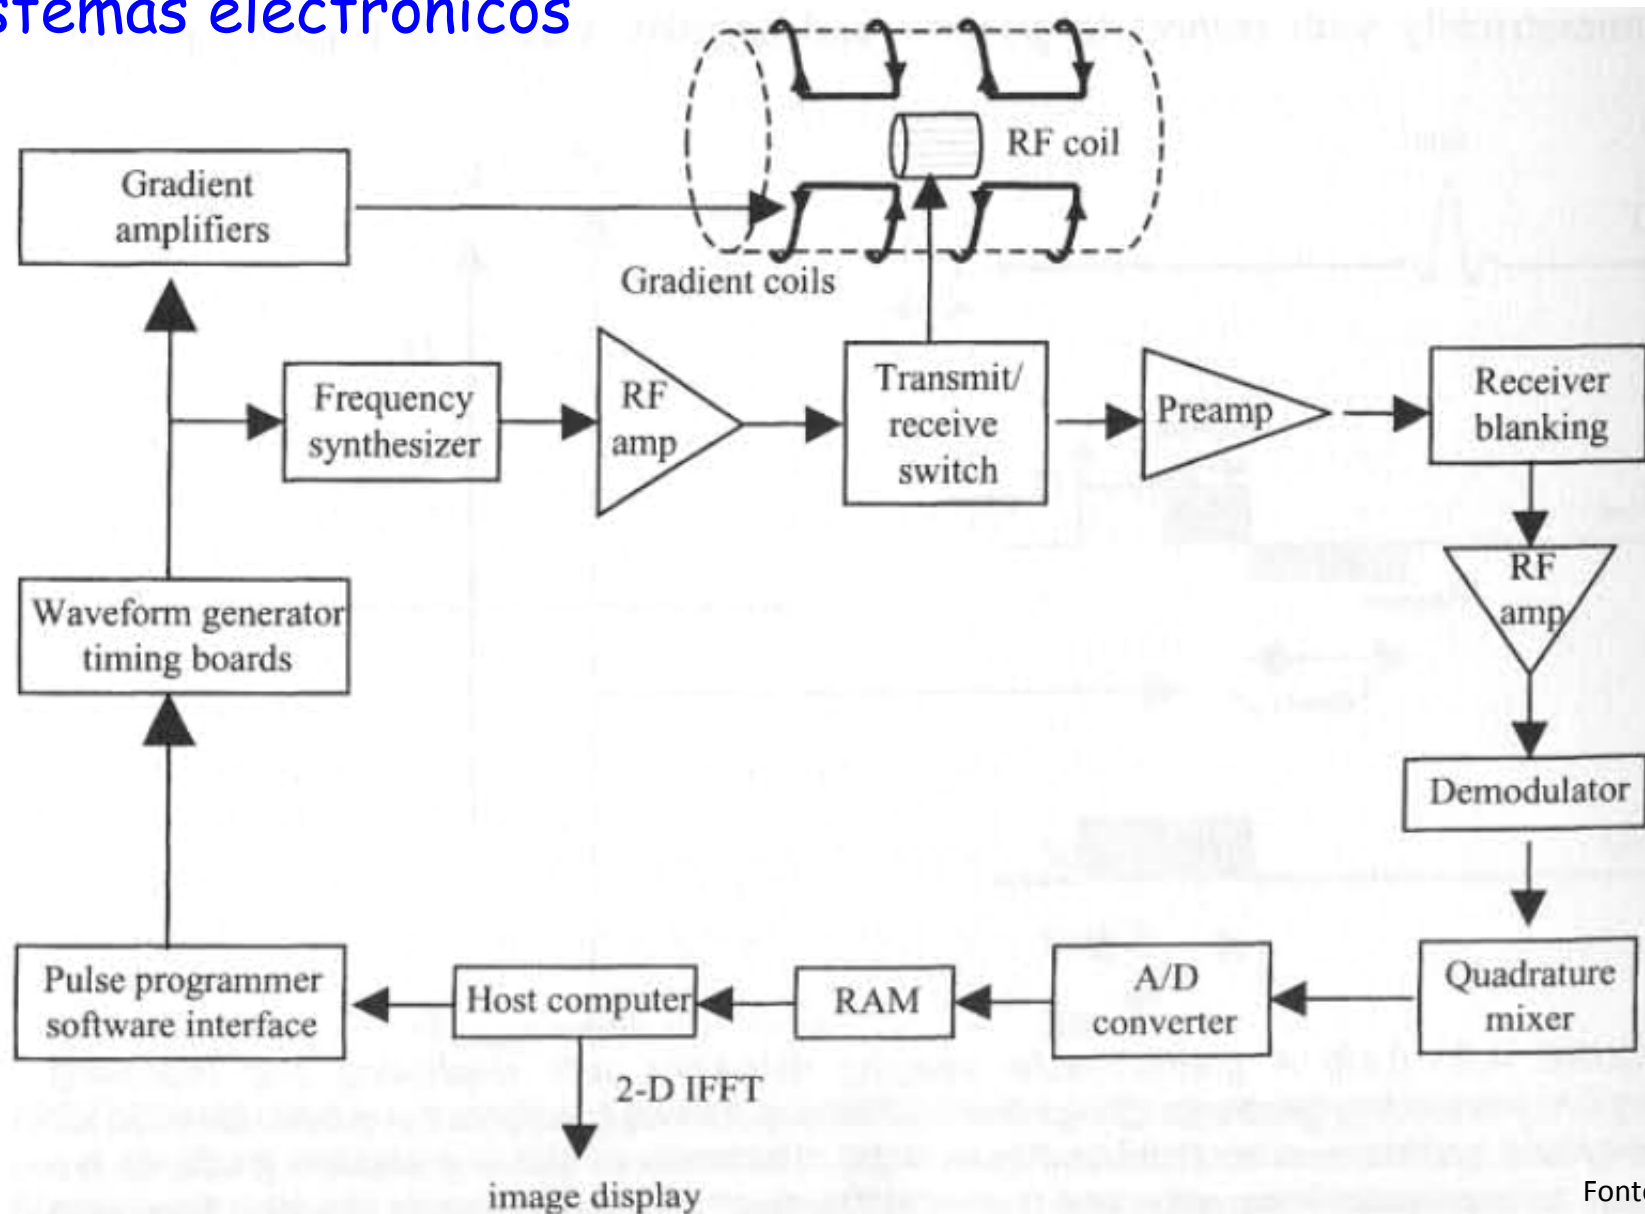 stemas electrónicos
RF coil
Gradient
amplifiers
Gradient coils
Frequency
synthesizer
RF
amp
Transmit/
receive
switch
Preamp
Receiver
blanking
RF
amp
Waveform generator
timing boards
Demodulator
Pulse programmer
software interface
Host computer
RAM
A/D
converter
Quadrature
mixer
2-D IFFT
image display
Fonte